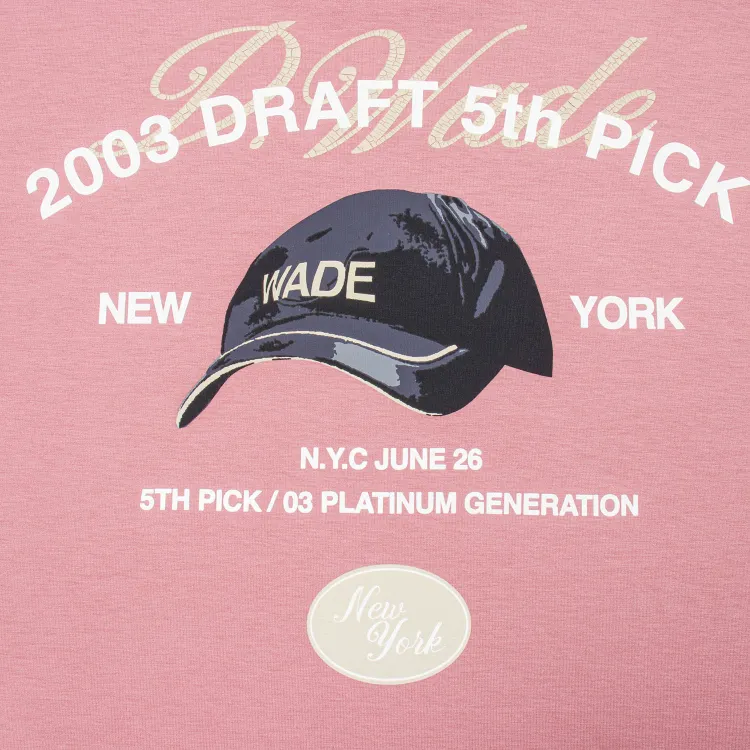 D.Wade
2003 DRAFT 5th PICK
WADE
NEW YORK
N.Y.C JUNE 26
5TH PICK / 03 PLATINUM GENERATION
New
York